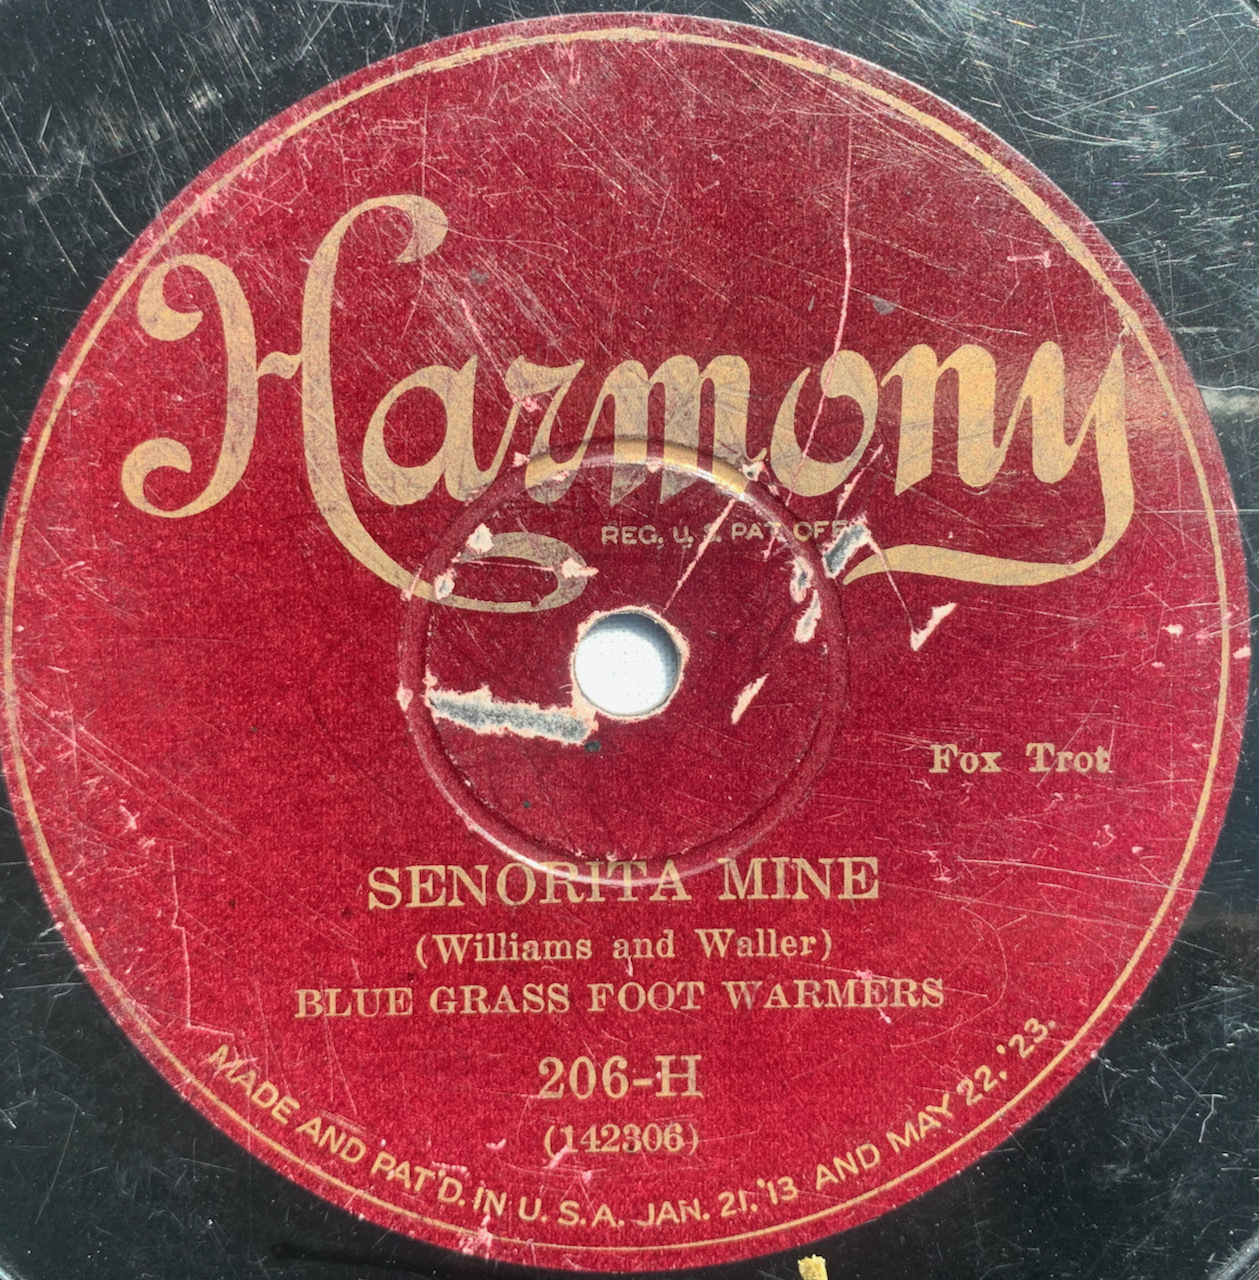 Harmony
REG. U. S. PAT. OFF.
Fox Trot
SENORITA MINE
(Williams and Waller)
BLUE GRASS FOOT WARMERS
206-H
(142306)
MADE AND PAT'D. IN U. S. A. JAN. 21, '13 AND MAY 22, '23.